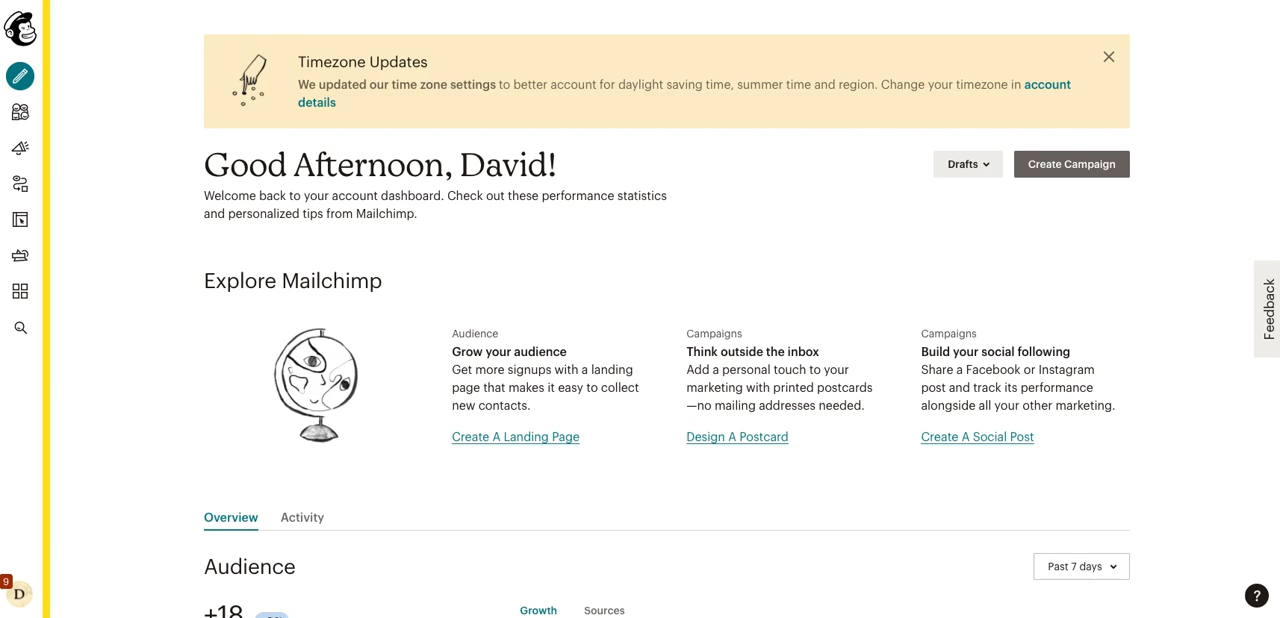 Timezone Updates
We updated our time zone settings to better account for daylight saving time, summer time and region. Change your timezone in account
details
Good Afternoon, David!
Drafts
Create Campaign
Welcome back to your account dashboard. Check out these performance statistics
and personalized tips from Mailchimp.
Explore Mailchimp
Audience
Grow your audience
Get more signups with a landing
page that makes it easy to collect
new contacts.
Create A Landing Page
Campaigns
Think outside the inbox
Add a personal touch to your
marketing with printed postcards
—no mailing addresses needed.
Design A Postcard
Campaigns
Build your social following
Share a Facebook or Instagram
post and track its performance
alongside all your other marketing.
Create A Social Post
Feedback
Overview
Activity
Audience
Past 7 days
9
D
+18
Growth
Sources
?